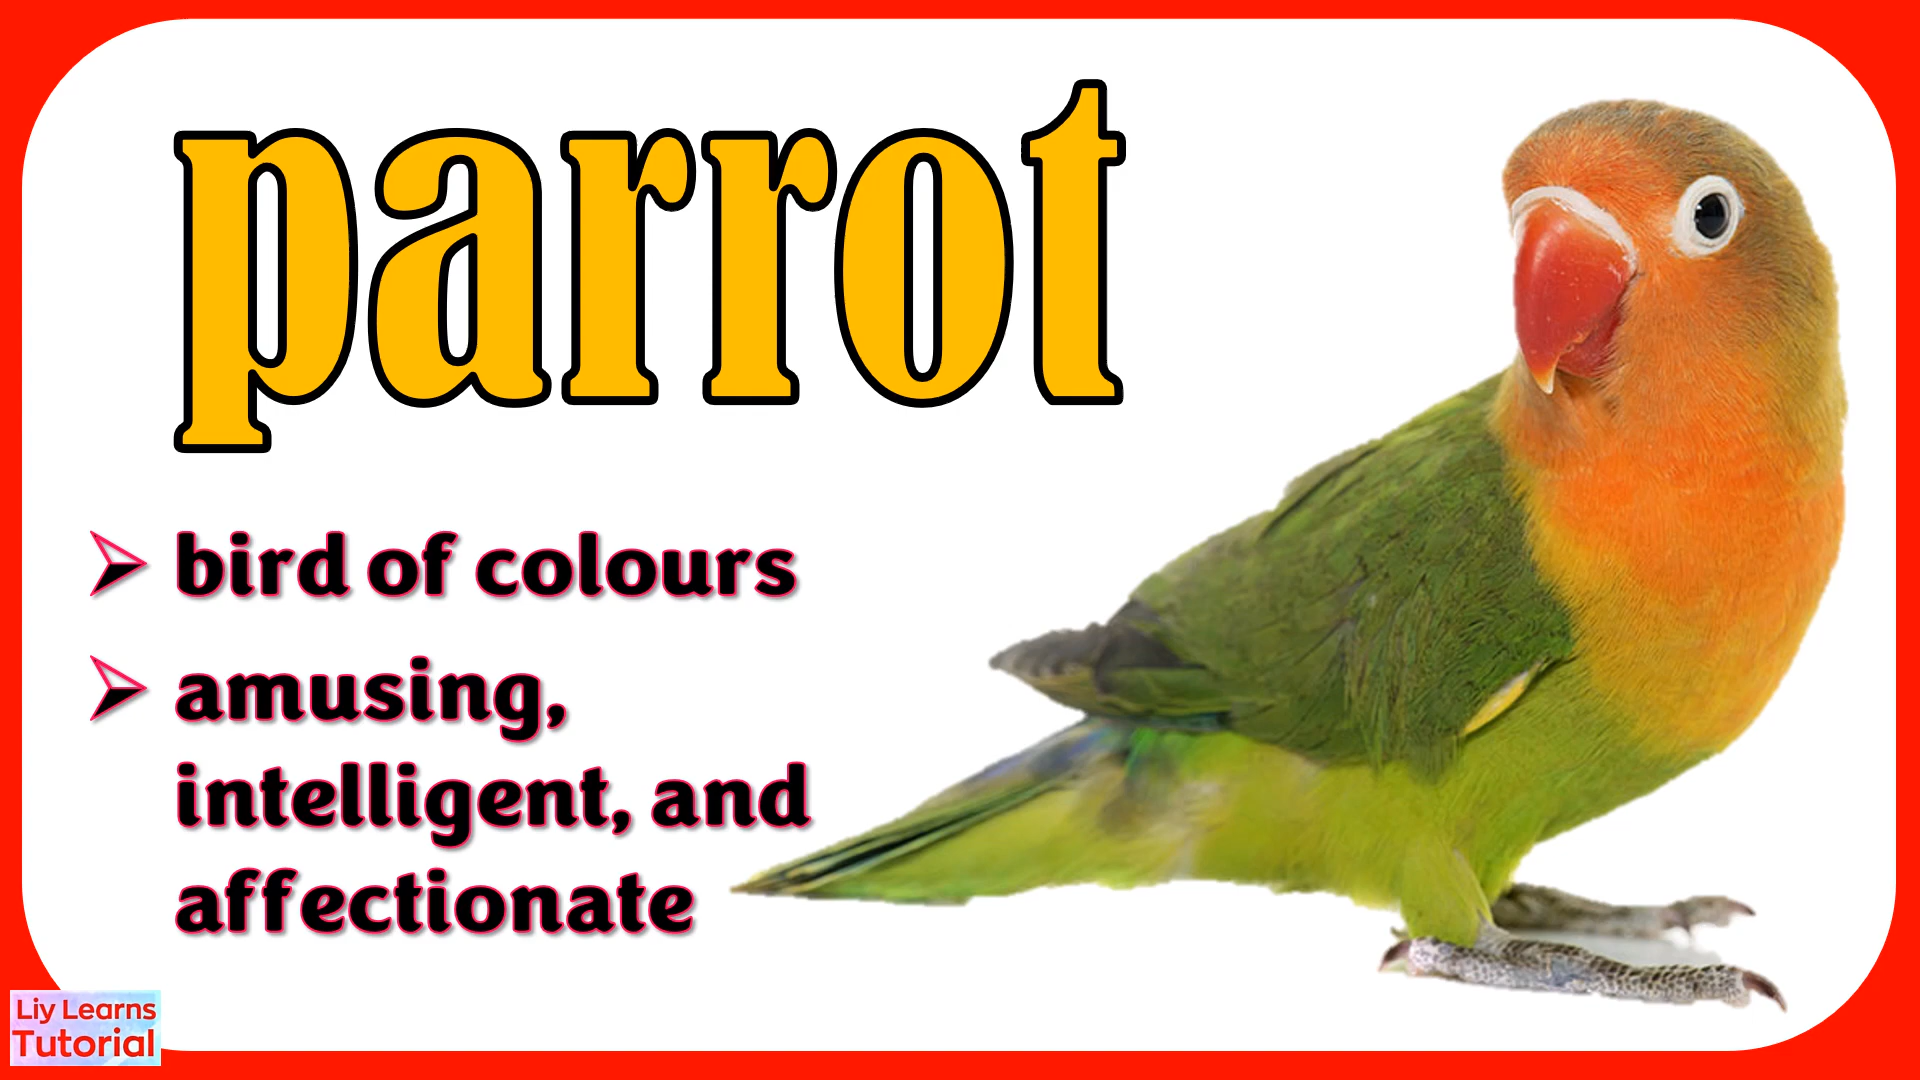 parrot
bird of colours
amusing,
intelligent, and
affectionate
Liy Learns
Tutorial